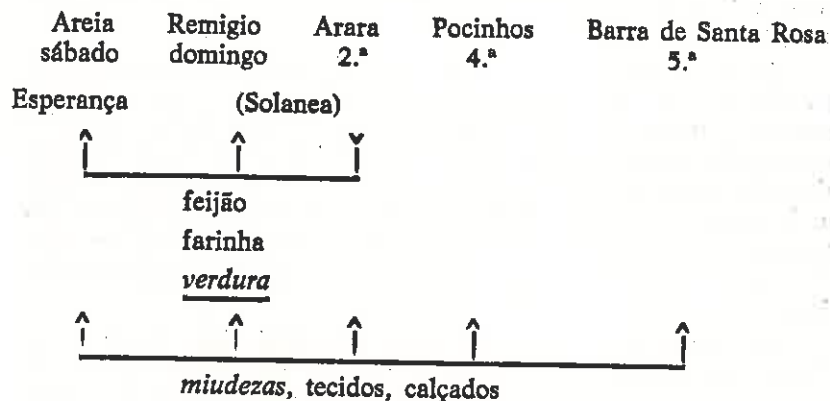 Areia Remigio Arara Pocinhos Barra de Santa Rosa
sábado domingo 2.ª 4.ª 5.ª
Esperança (Solanea)
feijão
farinha
verdura
miudezas, tecidos, calçados